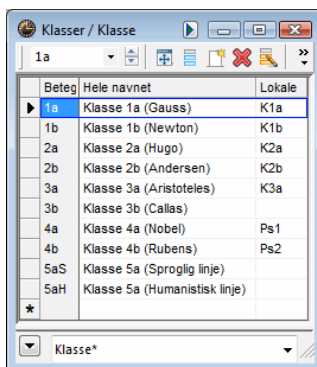 Klasser / Klasse
1a
Beteg Hele navnet Lokale
1a Klasse 1a (Gauss) K1a
1b Klasse 1b (Newton) K1b
2a Klasse 2a (Hugo) K2a
2b Klasse 2b (Andersen) K2b
3a Klasse 3a (Aristoteles) K3a
3b Klasse 3b (Callas)
4a Klasse 4a (Nobel) Ps1
4b Klasse 4b (Rubens) Ps2
5aS Klasse 5a (Sproglig linje)
5aH Klasse 5a (Humanistisk linje)
*
Klasse*